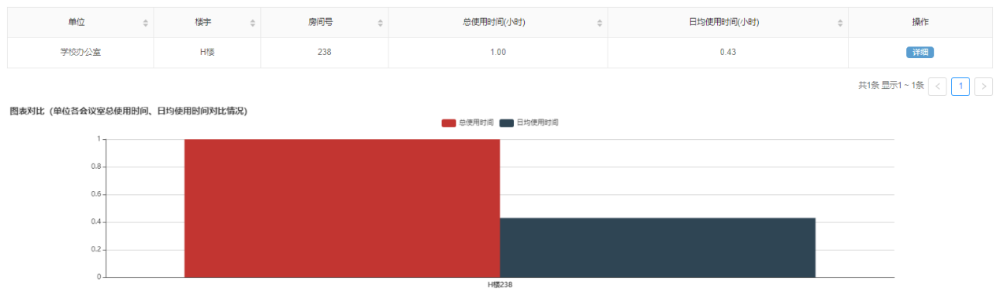 单位 楼宇 房间号 总使用时间(小时) 日均使用时间(小时) 操作
学校办公室 H楼 238 1.00 0.43 详细
共1条 显示1 ~ 1条 < 1 >
图表对比（单位各会议室总使用时间、日均使用时间对比情况）
总使用时间 日均使用时间
1
0.8
0.6
0.4
0.2
0
H楼238